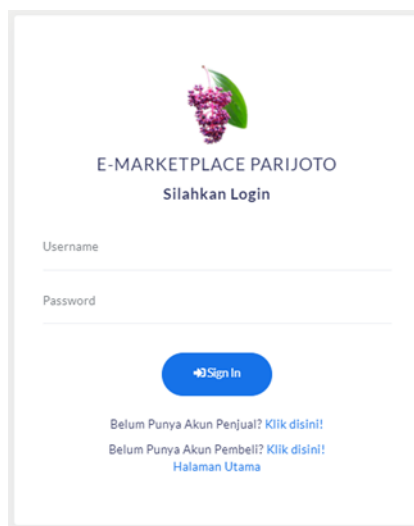 E-MARKETPLACE PARIJOTO
Silahkan Login
Username
Password
Sign In
Belum Punya Akun Penjual? Klik disini!
Belum Punya Akun Pembeli? Klik disini!
Halaman Utama